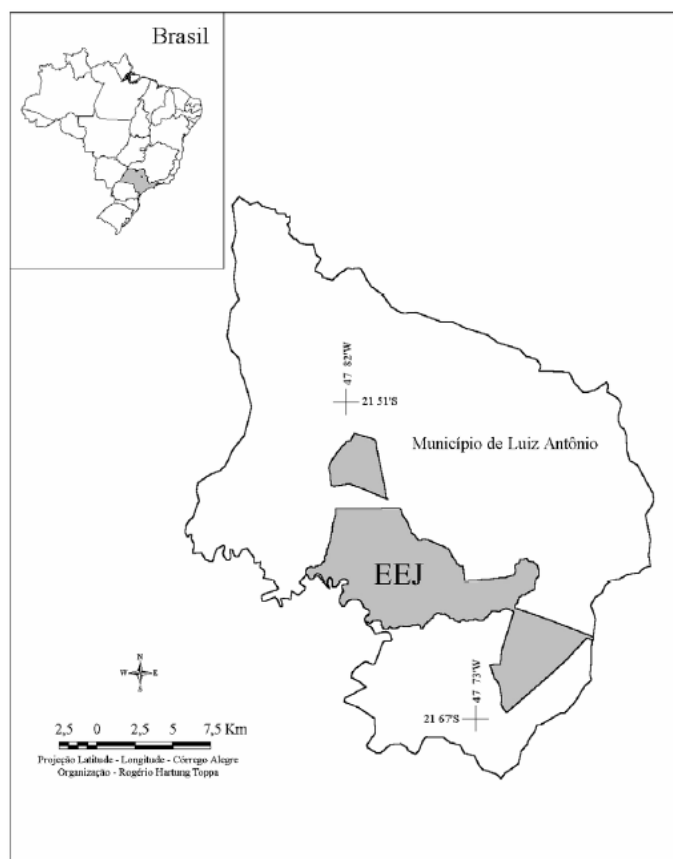 Brasil
47 82'W
21 51'S
Município de Luiz Antônio
EEJ
47 73'W
21 67'S
N
W E
S
2,5 0 2,5 5 7,5 Km
Projeção Latitude - Longitude - Córrego Alegre
Organização - Rogério Hartung Toppa